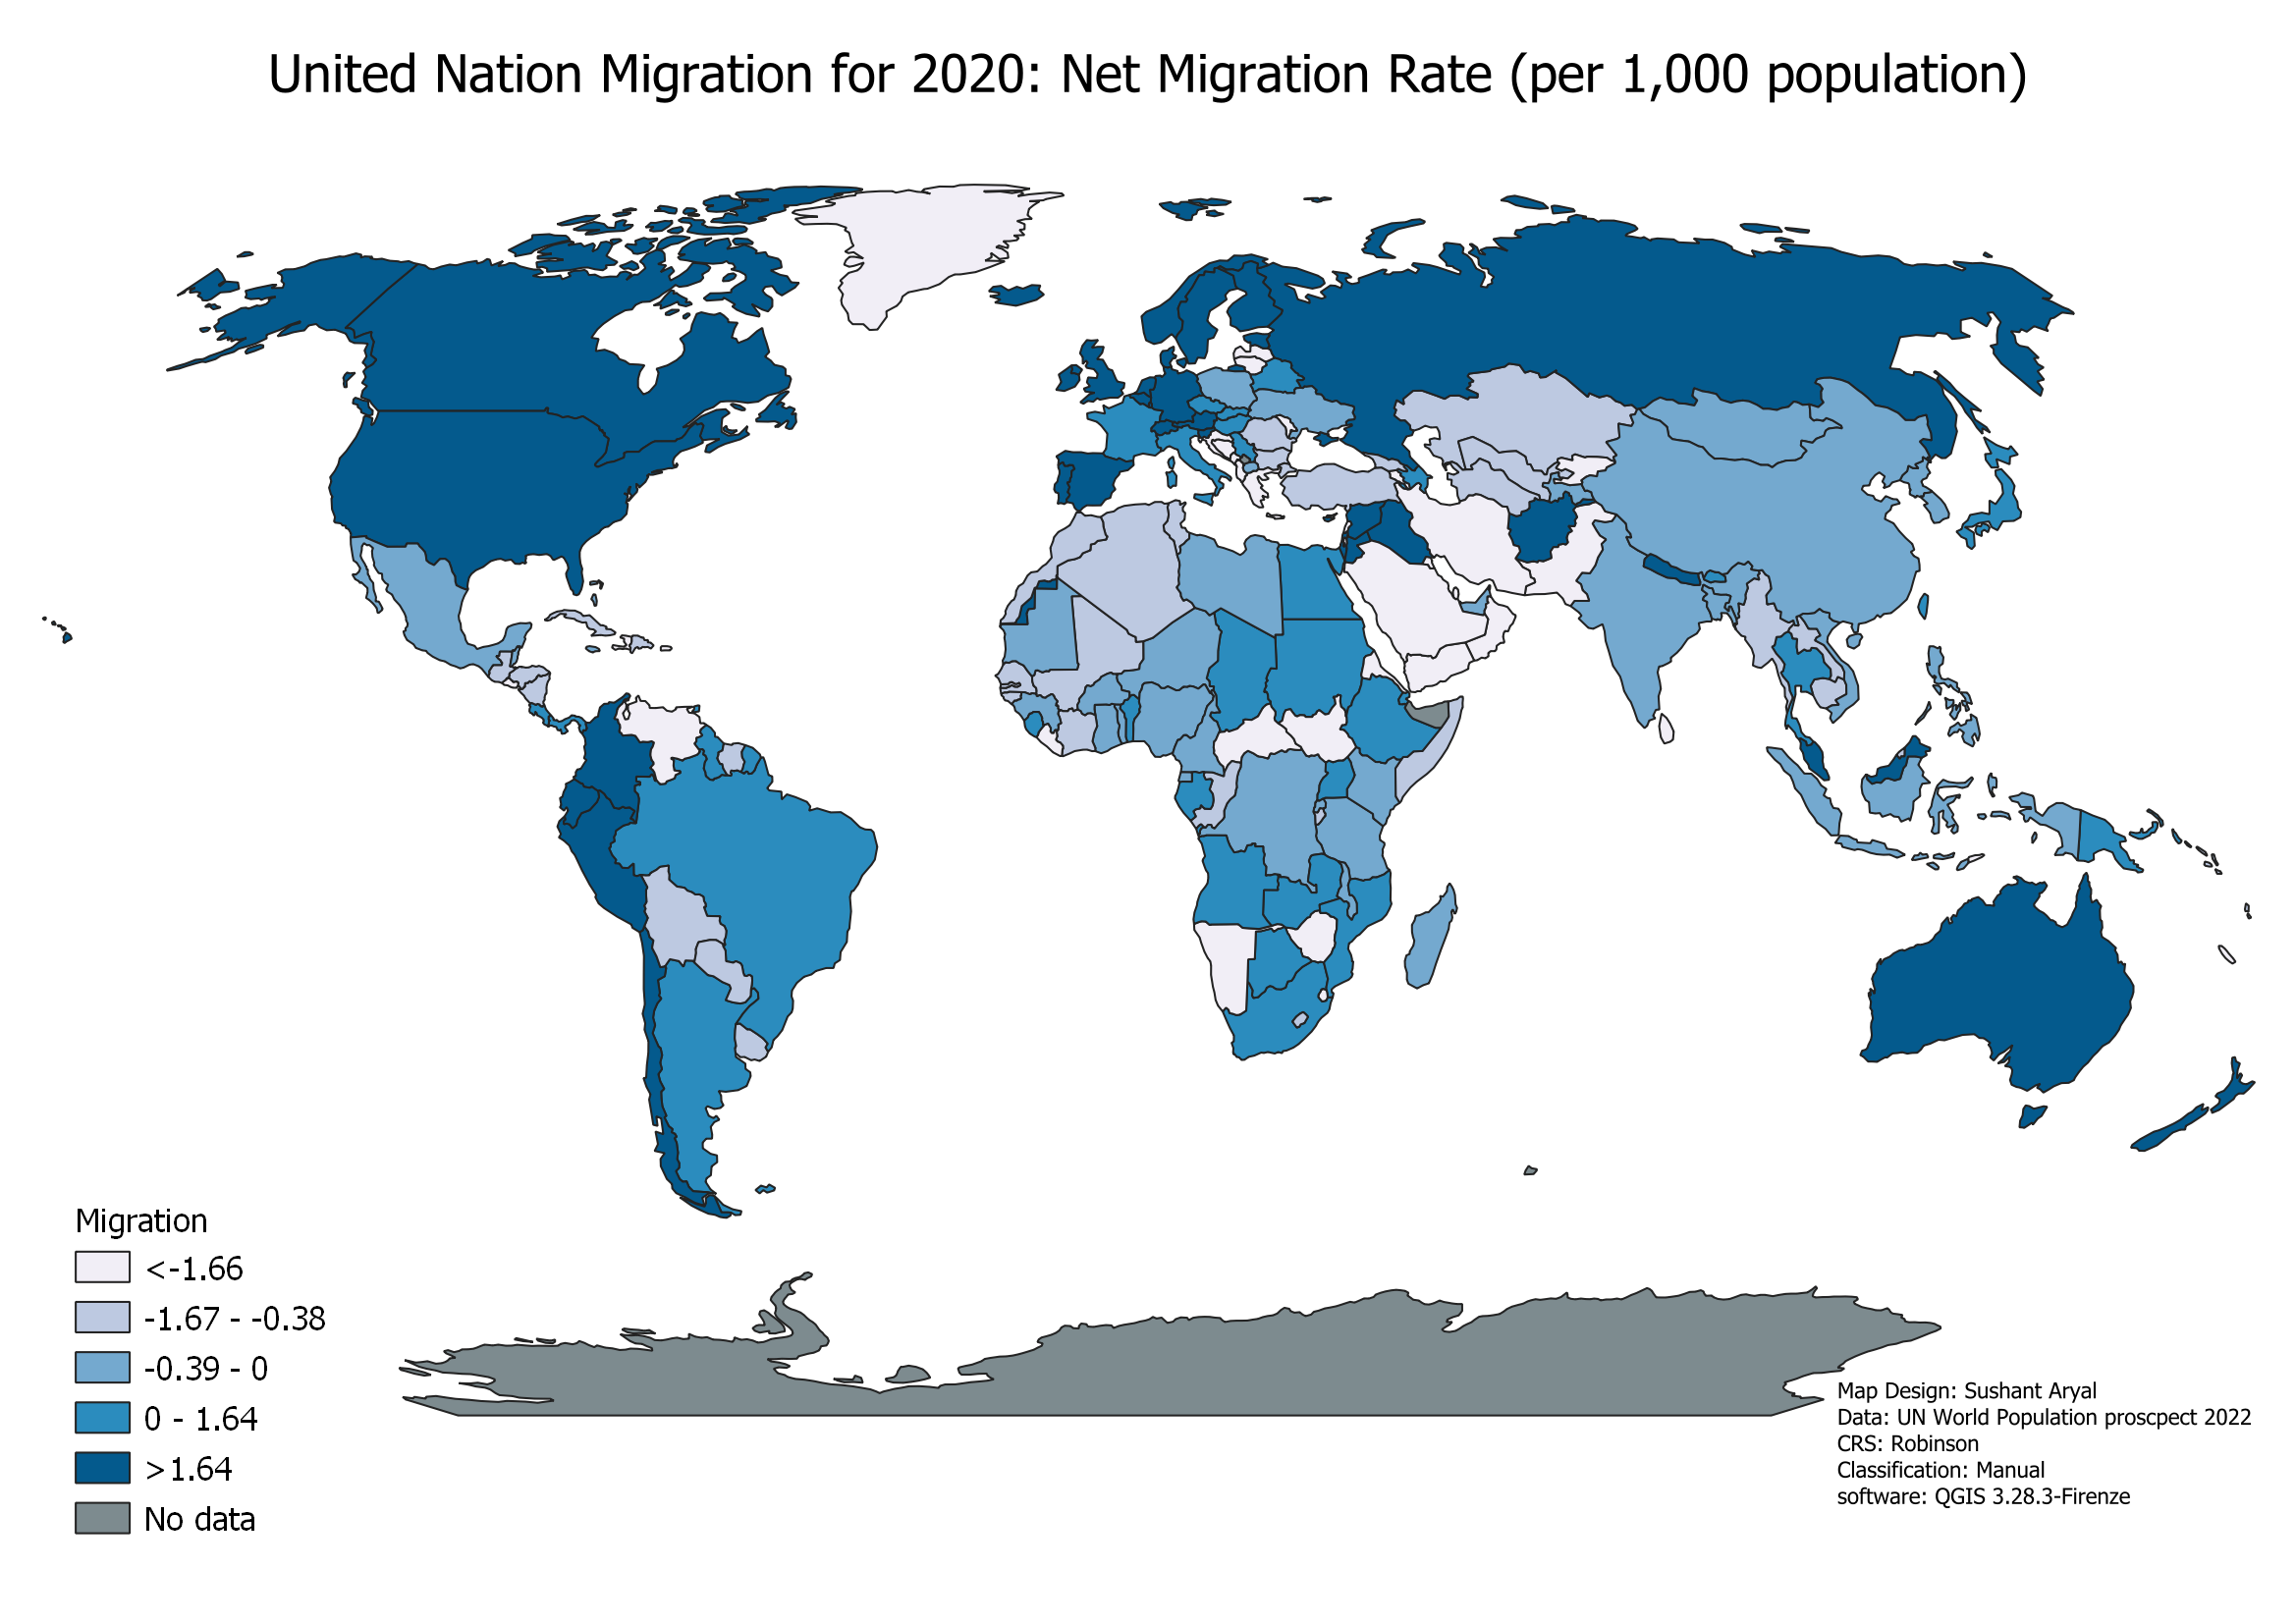 United Nation Migration for 2020: Net Migration Rate (per 1,000 population)
Migration
<-1.66
-1.67 - -0.38
-0.39 - 0
0 - 1.64
>1.64
No data
Map Design: Sushant Aryal
Data: UN World Population proscpect 2022
CRS: Robinson
Classification: Manual
software: QGIS 3.28.3-Firenze